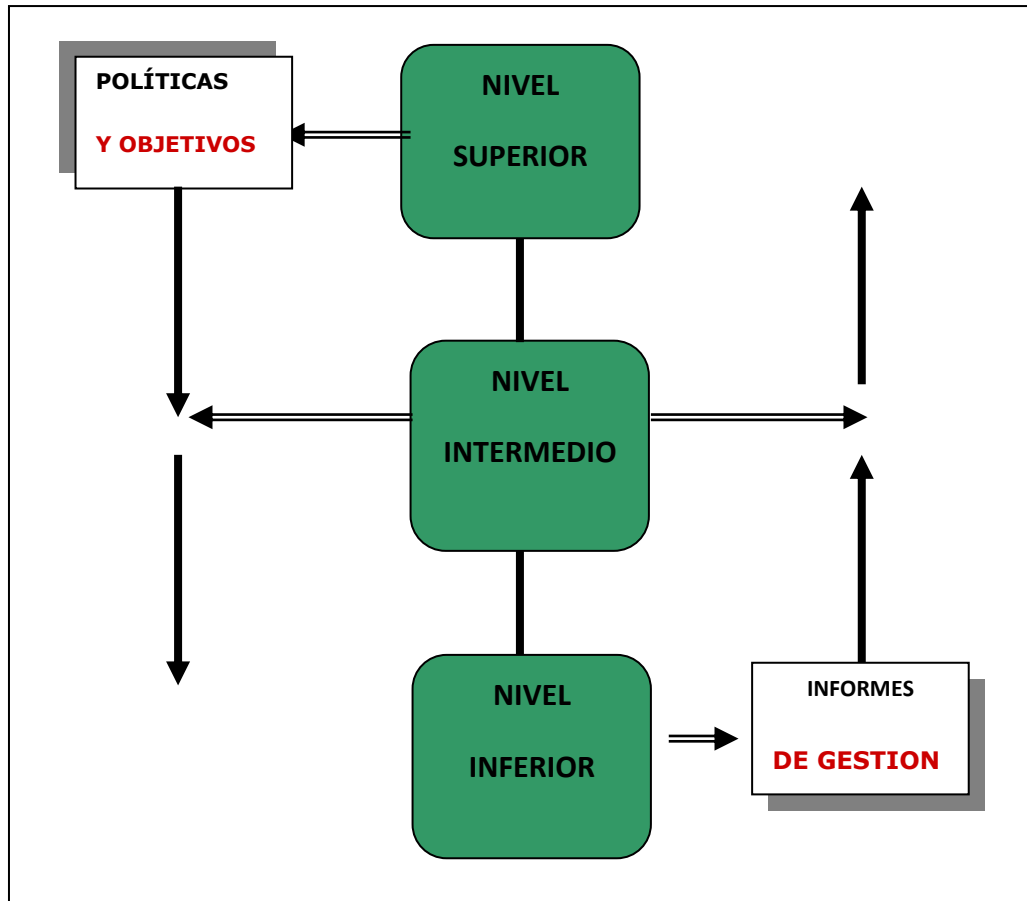 POLÍTICAS
Y OBJETIVOS
NIVEL
SUPERIOR
NIVEL
INTERMEDIO
NIVEL
INFERIOR
INFORMES
DE GESTION